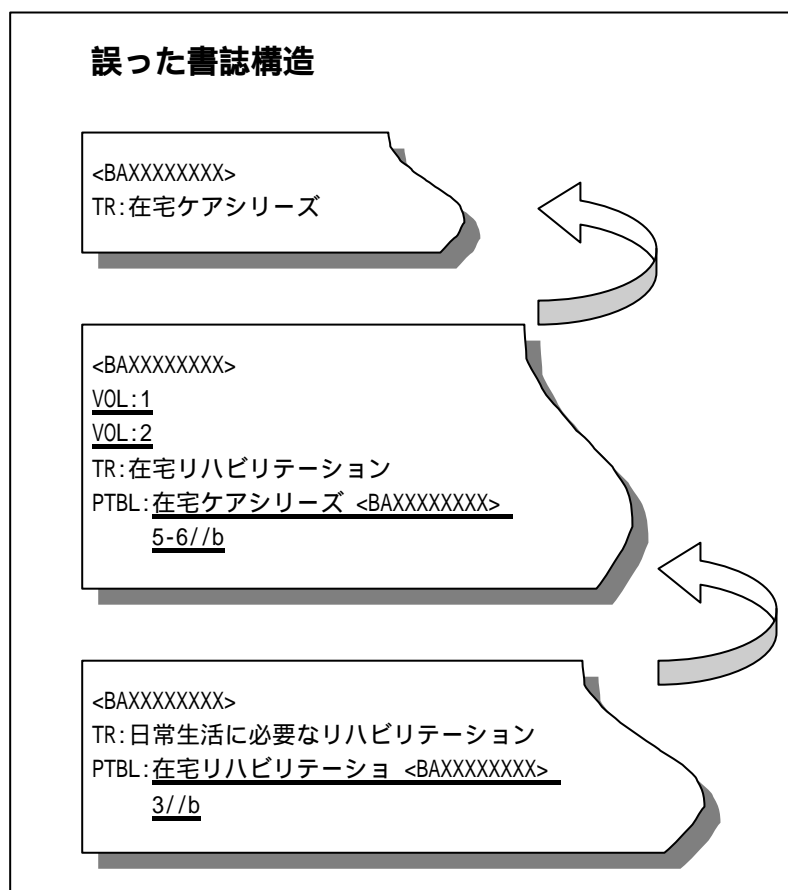 誤った書誌構造
<BAXXXXXXXX>
TR:在宅ケアシリーズ
<BAXXXXXXXX>
VOL:1
VOL:2
TR:在宅リハビリテーション
PTBL:在宅ケアシリーズ <BAXXXXXXXX>
5-6//b
<BAXXXXXXXX>
TR:日常生活に必要なリハビリテーション
PTBL:在宅リハビリテーショ <BAXXXXXXXX>
3//b